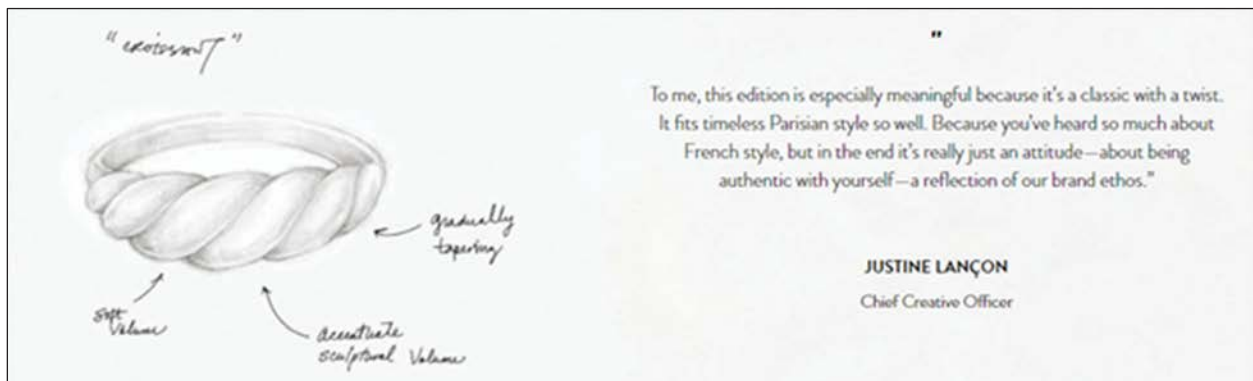 "croissant"
gradually
tapering
soft
volume
accentuate
sculptural volume
"
To me, this edition is especially meaningful because it's a classic with a twist.
It fits timeless Parisian style so well. Because you've heard so much about
French style, but in the end it's really just an attitude—about being
authentic with yourself—a reflection of our brand ethos."
JUSTINE LANÇON
Chief Creative Officer